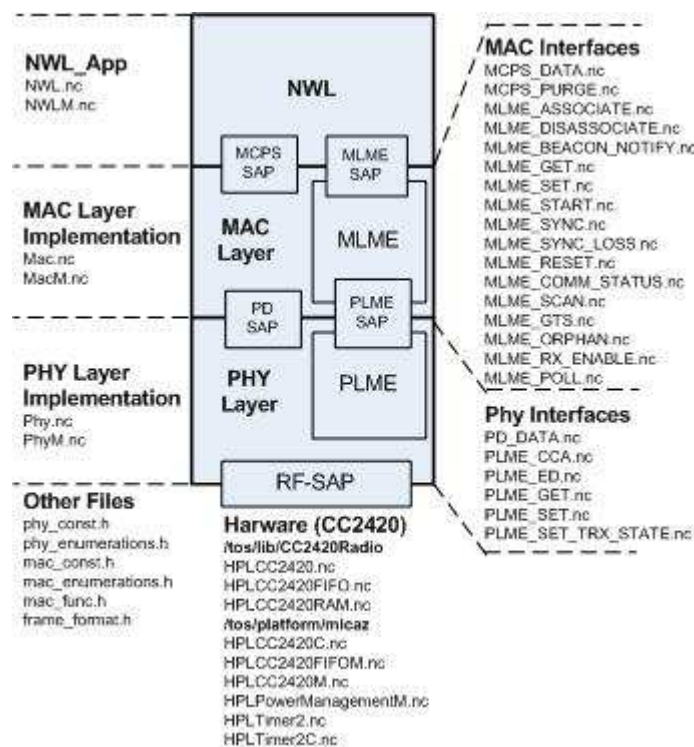 NWL_App
NWL.nc
NWLM.nc
MAC Layer
Implementation
Mac.nc
MacM.nc
PHY Layer
Implementation
Phy.nc
PhyM.nc
Other Files
phy_const.h
phy_enumerations.h
mac_const.h
mac_enumerations.h
mac_func.h
frame_format.h
NWL
MCPS
SAP
MLME
SAP
MAC
Layer
MLME
PD
SAP
PLME
SAP
PHY
Layer
PLME
RF-SAP
Harware (CC2420)
/tos/lib/CC2420Radio
HPLCC2420.nc
HPLCC2420FIFO.nc
HPLCC2420RAM.nc
/tos/platform/micaz
HPLCC2420C.nc
HPLCC2420FIFOM.nc
HPLCC2420M.nc
HPLPowerManagementM.nc
HPLTimer2.nc
HPLTimer2C.nc
MAC Interfaces
MCPS_DATA.nc
MCPS_PURGE.nc
MLME_ASSOCIATE.nc
MLME_DISASSOCIATE.nc
MLME_BEACON_NOTIFY.nc
MLME_GET.nc
MLME_SET.nc
MLME_START.nc
MLME_SYNC.nc
MLME_SYNC_LOSS.nc
MLME_RESET.nc
MLME_COMM_STATUS.nc
MLME_SCAN.nc
MLME_GTS.nc
MLME_ORPHAN.nc
MLME_RX_ENABLE.nc
MLME_POLL.nc
Phy Interfaces
PD_DATA.nc
PLME_CCA.nc
PLME_ED.nc
PLME_GET.nc
PLME_SET.nc
PLME_SET_TRX_STATE.nc